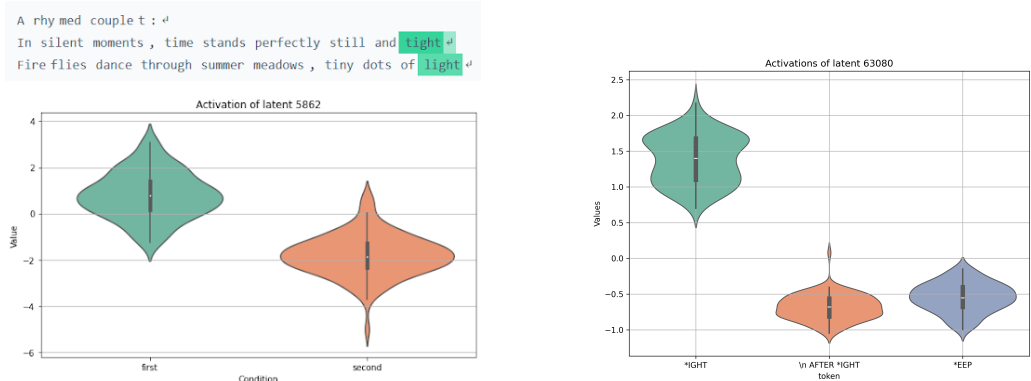 A rhy med couple t : ↵
In silent moments , time stands perfectly still and tight ↵
Fire flies dance through summer meadows , tiny dots of light ↵
Activation of latent 5862
Value
4
2
0
−2
−4
−6
first second
Condition
Activations of latent 63080
Values
2.5
2.0
1.5
1.0
0.5
0.0
−0.5
−1.0
*IGHT \n AFTER *IGHT *EEP
token